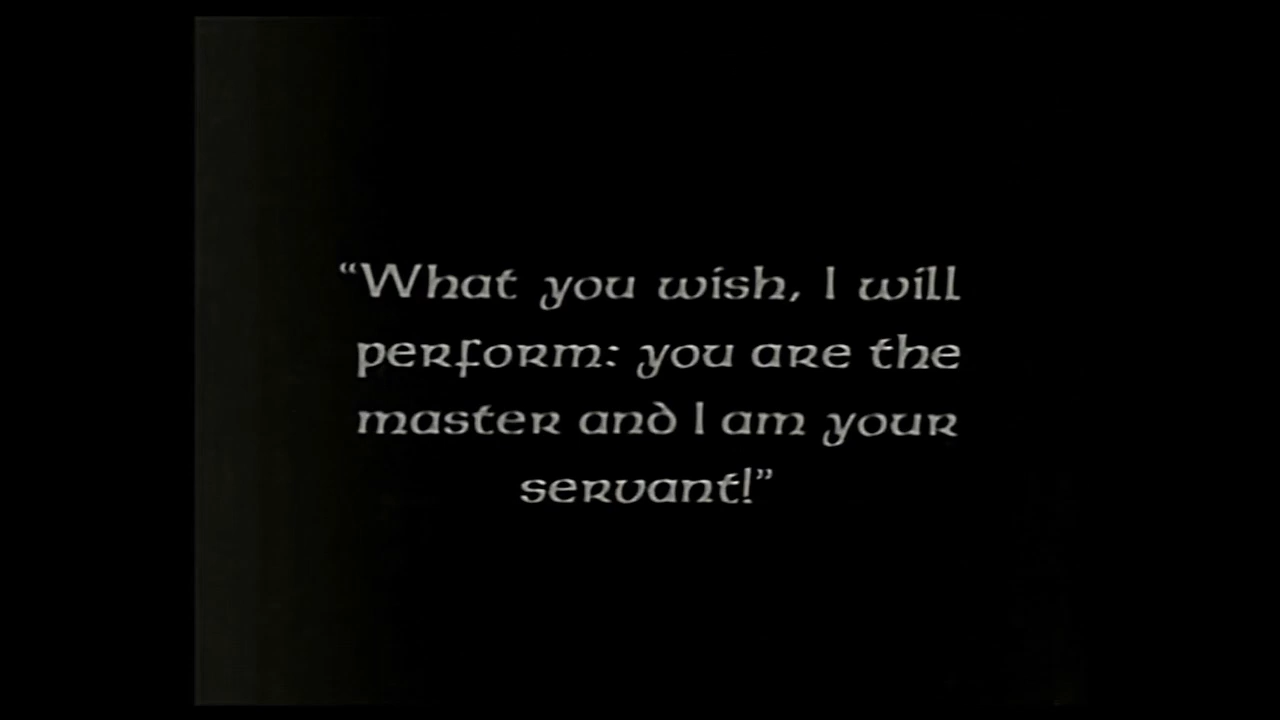 “What you wish, I will
perform: you are the
master and I am your
servant!”